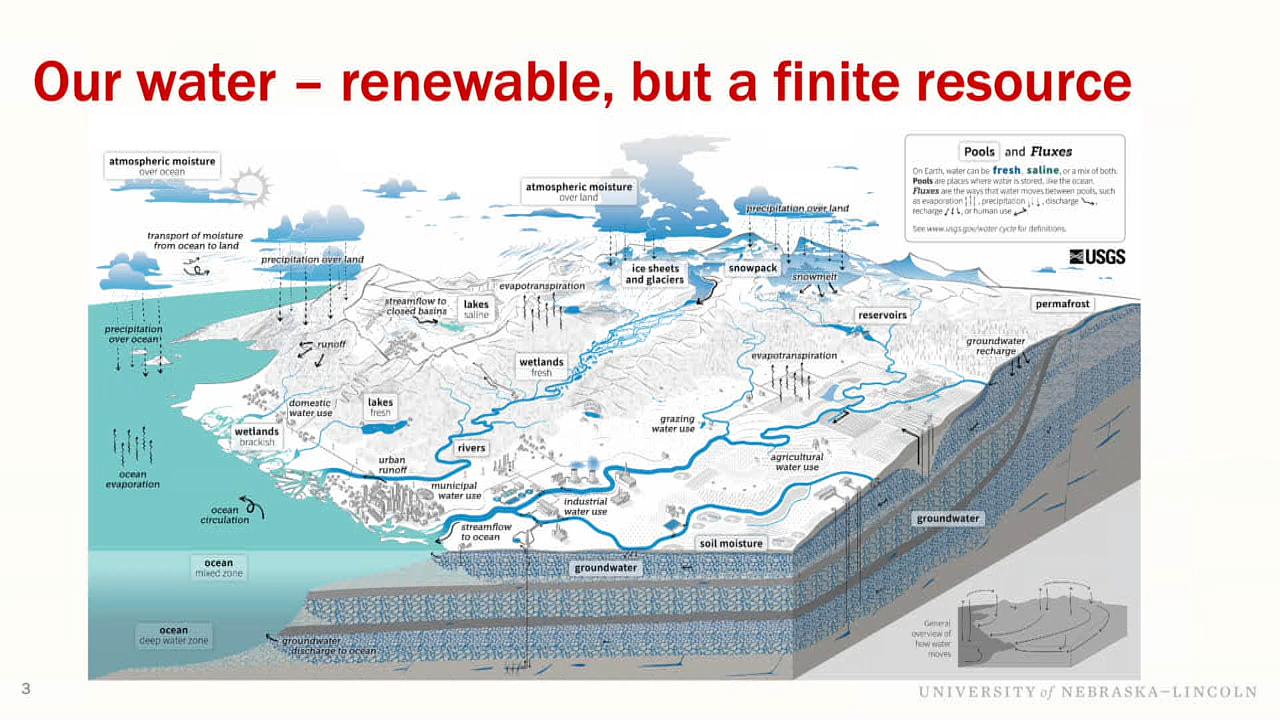 Our water – renewable, but a finite resource
atmospheric moisture
over ocean
atmospheric moisture
over land
precipitation over land
Pools and Fluxes
On Earth, water can be fresh, saline, or a mix of both.
Pools are places where water is stored, like the ocean.
Fluxes are the ways that water moves between pools, such
as evaporation, precipitation, discharge,
recharge, or human use
See www.usgs.gov/water cycle for definitions.
USGS
transport of moisture
from ocean to land
precipitation over land
ice sheets
and glaciers
snowpack
snowmelt
evapotranspiration
streamflow to
closed basins
lakes
saline
permafrost
reservoirs
precipitation
over ocean
runoff
groundwater
recharge
evapotranspiration
wetlands
fresh
domestic
water use
lakes
fresh
grazing
water use
wetlands
brackish
rivers
agricultural
water use
urban
runoff
ocean
evaporation
municipal
water use
industrial
water use
ocean
circulation
groundwater
streamflow
to ocean
soil moisture
ocean
mixed zone
groundwater
ocean
deep water zone
groundwater
discharge to ocean
General
overview of
how water
moves
3
UNIVERSITY of NEBRASKA–LINCOLN